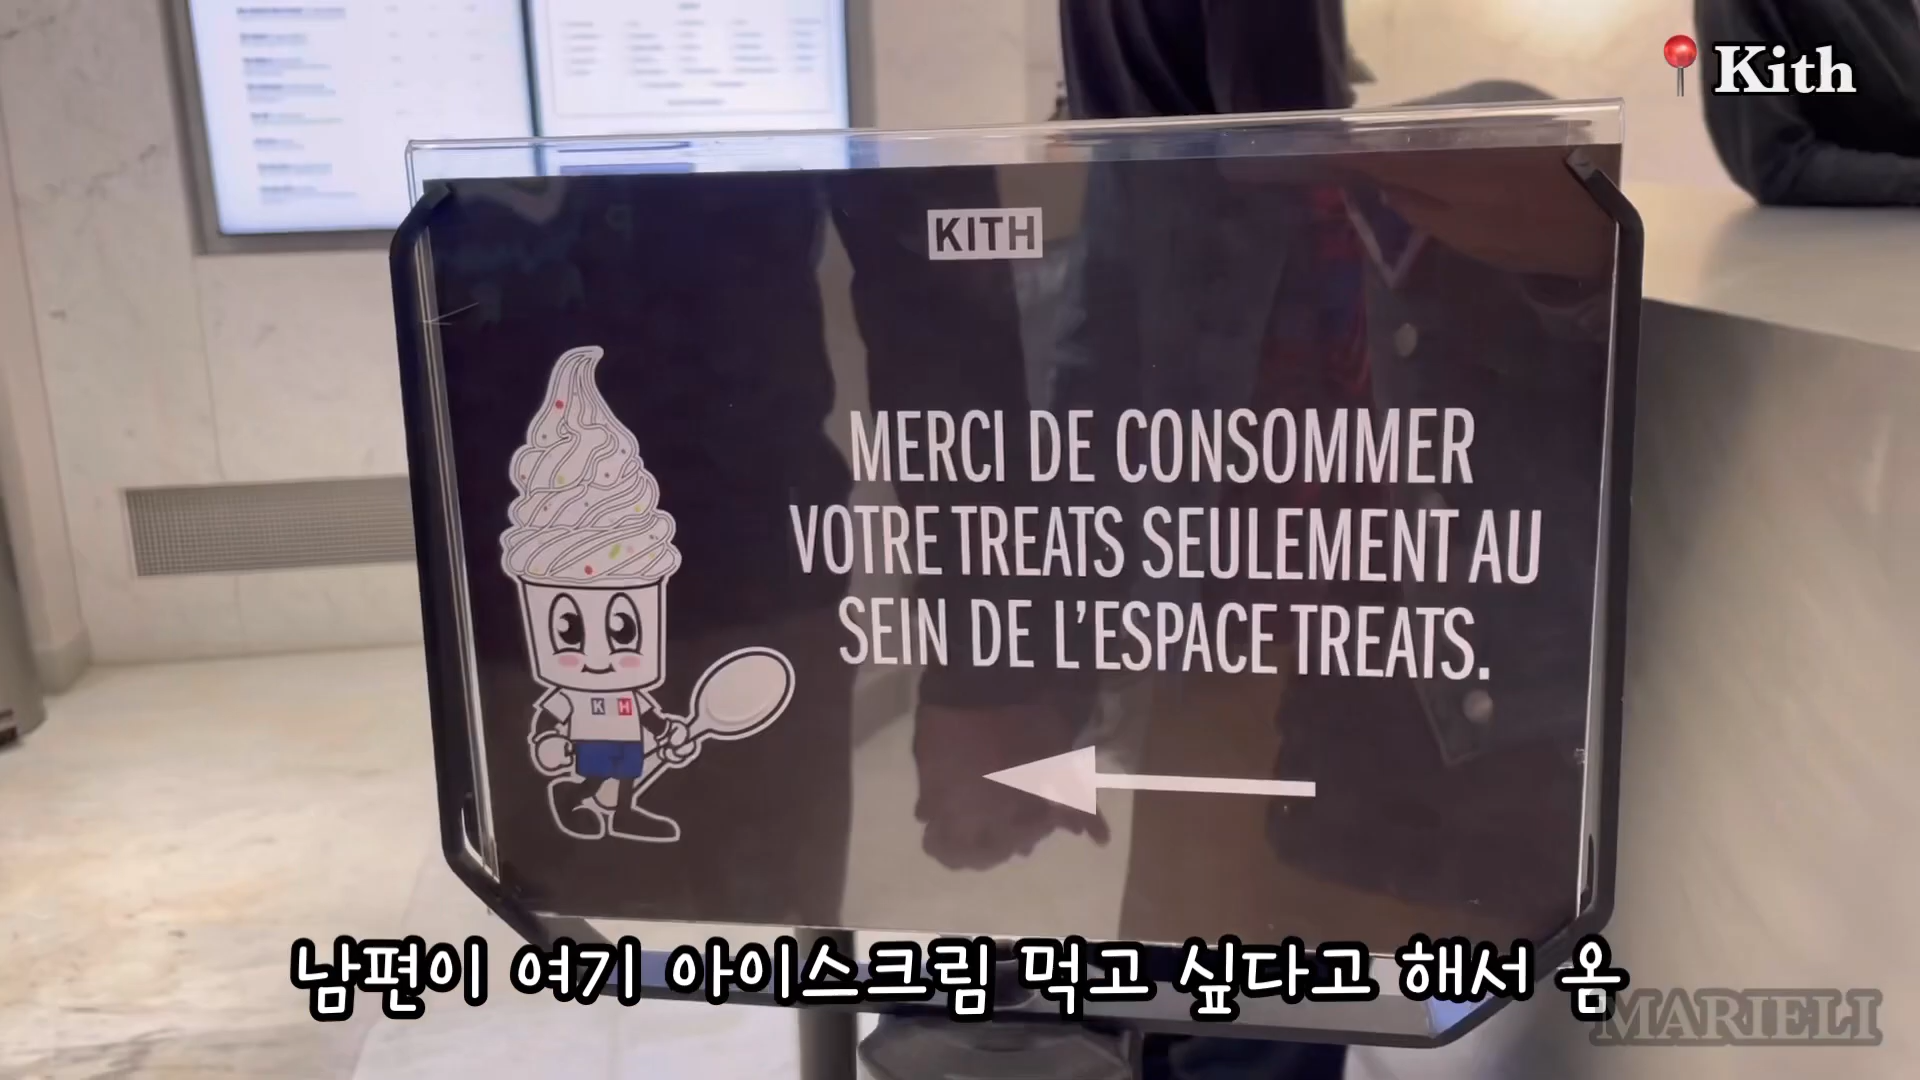 📍Kith
KITH
MERCI DE CONSOMMER
VOTRE TREATS SEULEMENT AU
SEIN DE L'ESPACE TREATS.
K H
남편이 여기 아이스크림 먹고 싶다고 해서 옴
MARIELI